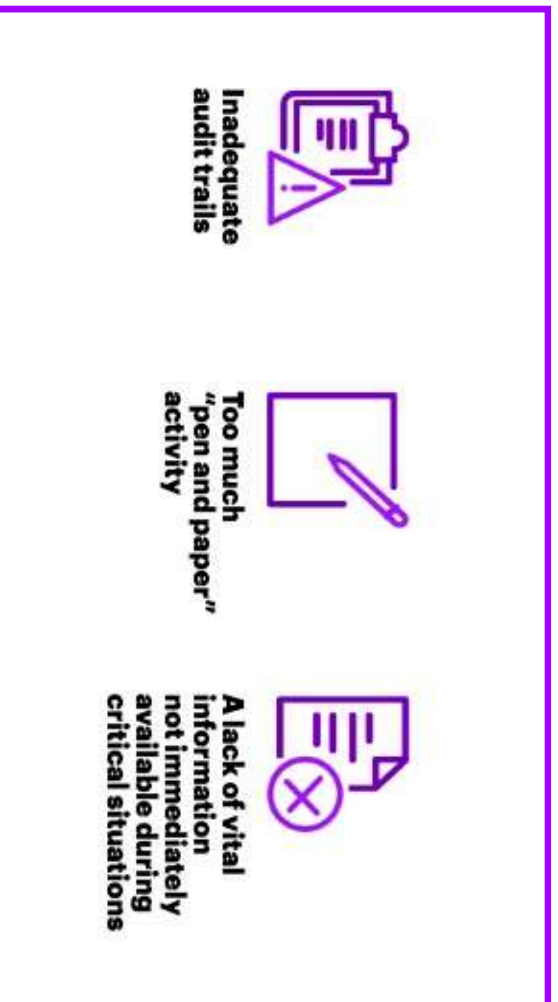 Inadequate
audit trails
Too much
“pen and paper”
activity
A lack of vital
information
not immediately
available during
critical situations